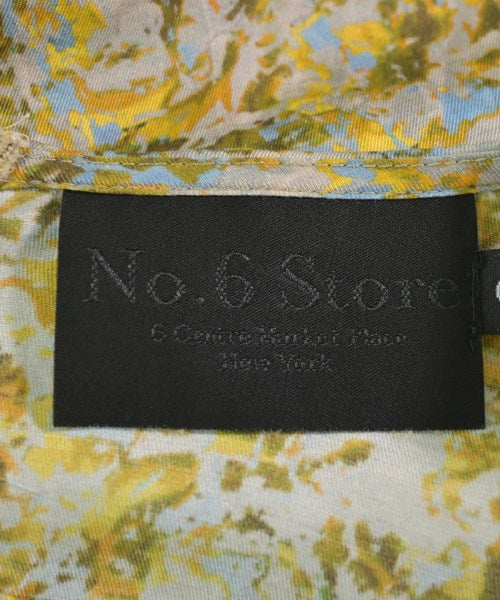 No.6 Store
6 Centre Market Place
New York